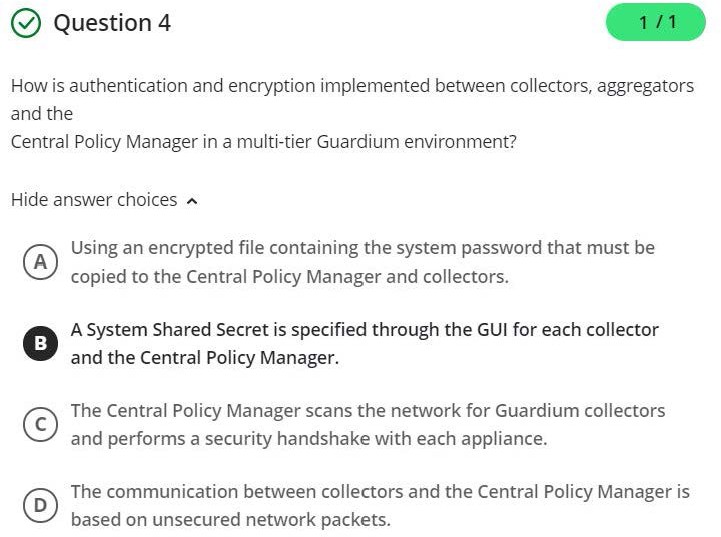 Question 4
1 / 1
How is authentication and encryption implemented between collectors, aggregators
and the
Central Policy Manager in a multi-tier Guardium environment?
Hide answer choices
A
Using an encrypted file containing the system password that must be
copied to the Central Policy Manager and collectors.
B
A System Shared Secret is specified through the GUI for each collector
and the Central Policy Manager.
C
The Central Policy Manager scans the network for Guardium collectors
and performs a security handshake with each appliance.
D
The communication between collectors and the Central Policy Manager is
based on unsecured network packets.